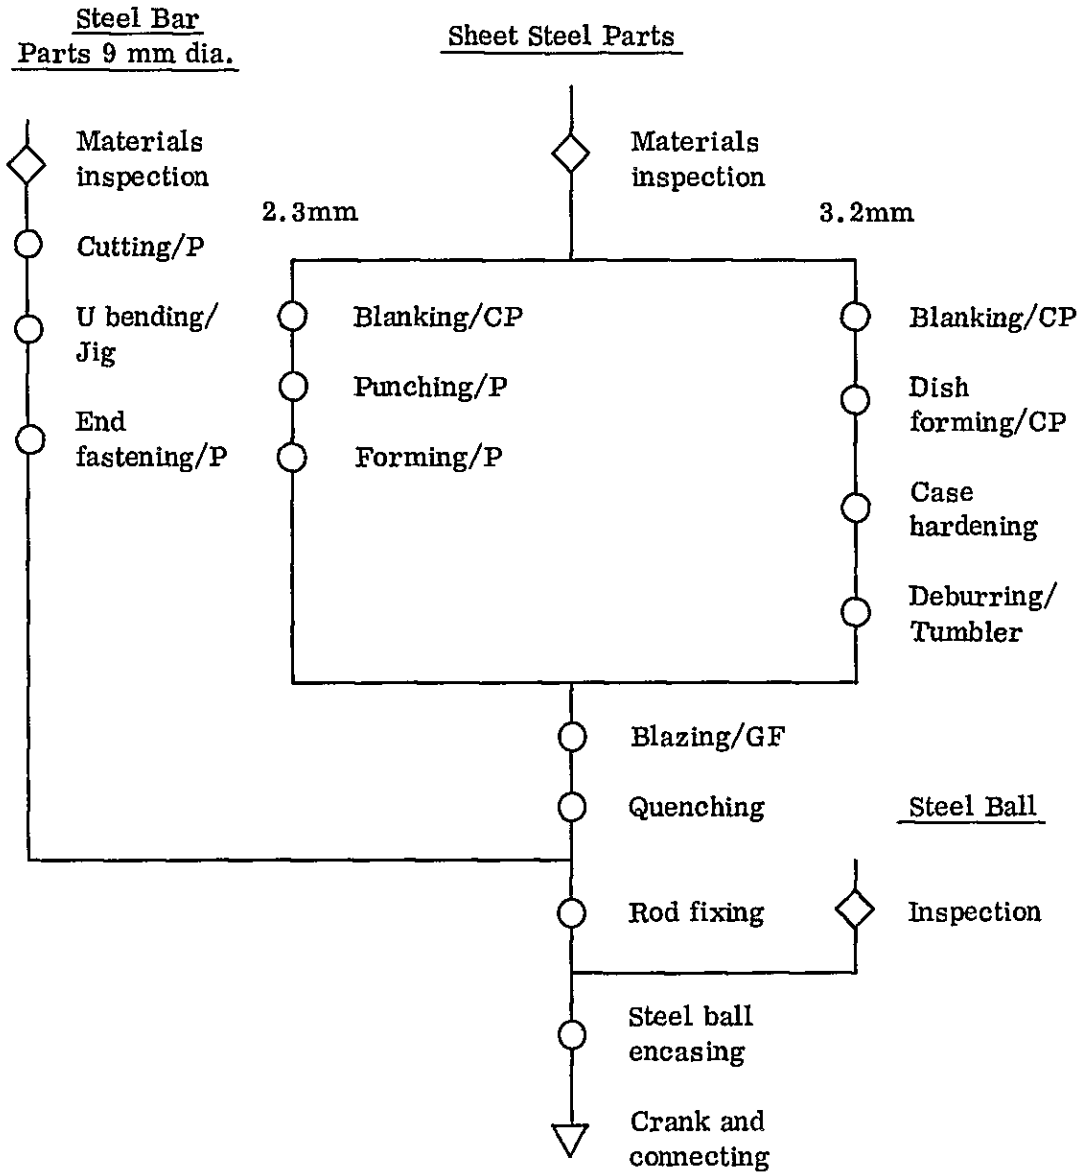 Steel Bar
Parts 9 mm dia.
Sheet Steel Parts
Materials
inspection
Materials
inspection
2.3mm
3.2mm
Cutting/P
U bending/
Jig
Blanking/CP
Blanking/CP
Punching/P
Dish
forming/CP
End
fastening/P
Forming/P
Case
hardening
Deburring/
Tumbler
Blazing/GF
Quenching
Steel Ball
Rod fixing
Inspection
Steel ball
encasing
Crank and
connecting